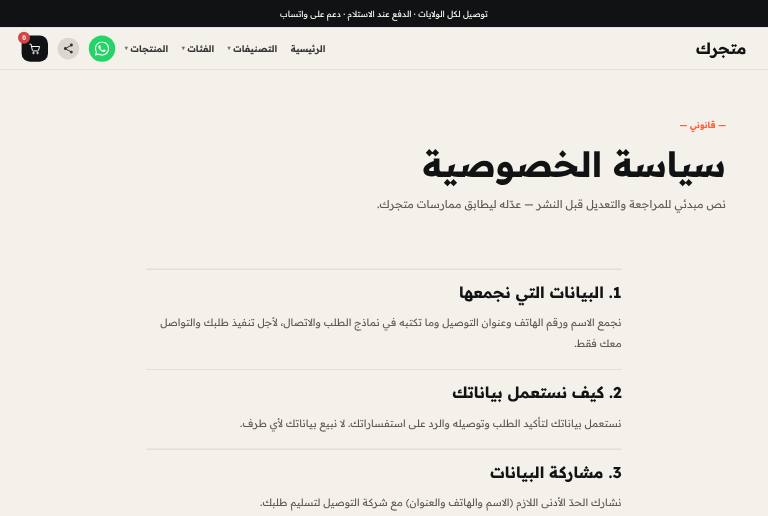 توصيل لكل الولايات · الدفع عند الاستلام · دعم على واتساب
متجرك
الرئيسية
التصنيفات
الفئات
المنتجات
0
— قانوني —
سياسة الخصوصية
نص مبدئي للمراجعة والتعديل قبل النشر — عدّله ليطابق ممارسات متجرك.
1. البيانات التي نجمعها
نجمع الاسم ورقم الهاتف وعنوان التوصيل وما تكتبه في نماذج الطلب والاتصال، لأجل تنفيذ طلبك والتواصل
معك فقط.
2. كيف نستعمل بياناتك
نستعمل بياناتك لتأكيد الطلب وتوصيله والرد على استفساراتك. لا نبيع بياناتك لأي طرف.
3. مشاركة البيانات
نشارك الحدّ الأدنى اللازم (الاسم والهاتف والعنوان) مع شركة التوصيل لتسليم طلبك.